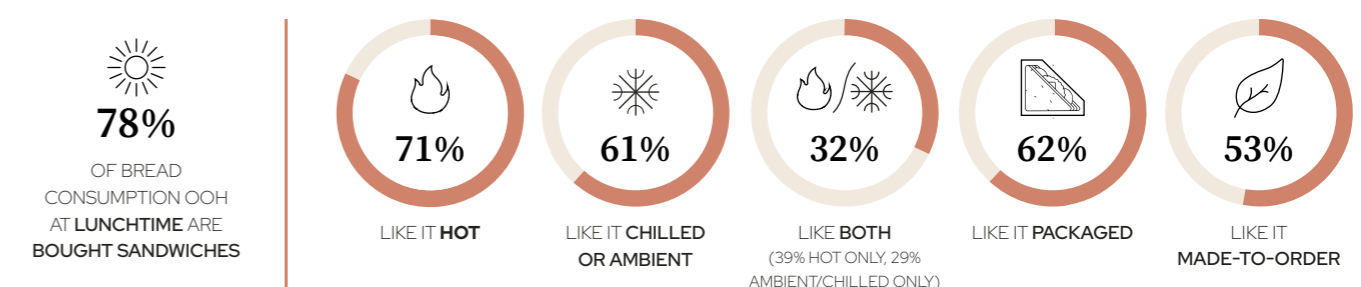 78%
OF BREAD
CONSUMPTION OOH
AT LUNCHTIME ARE
BOUGHT SANDWICHES
71%
LIKE IT HOT
61%
LIKE IT CHILLED
OR AMBIENT
32%
LIKE BOTH
(39% HOT ONLY, 29%
AMBIENT/CHILLED ONLY)
62%
LIKE IT PACKAGED
53%
LIKE IT
MADE-TO-ORDER